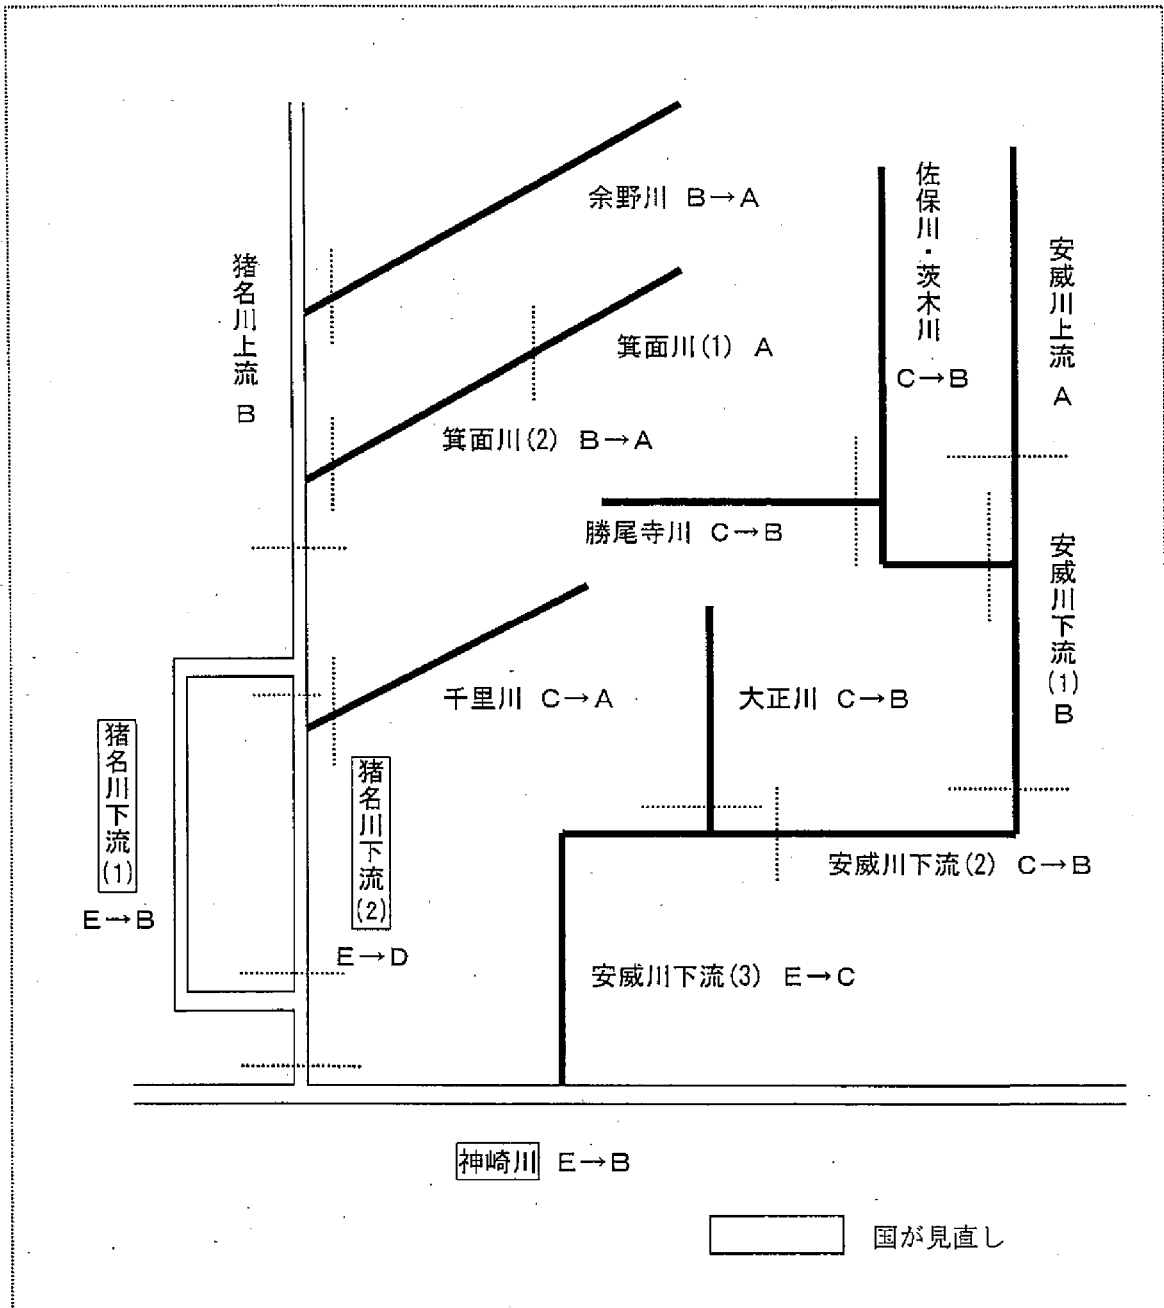 余野川 B→A
佐保川・茨木川
C→B
安威川上流 A
猪名川上流 B
箕面川(1) A
箕面川(2) B→A
勝尾寺川 C→B
安威川下流(1) B
千里川 C→A
大正川 C→B
猪名川下流(1)
E→B
猪名川下流(2)
E→D
安威川下流(2) C→B
安威川下流(3) E→C
神崎川 E→B
国が見直し